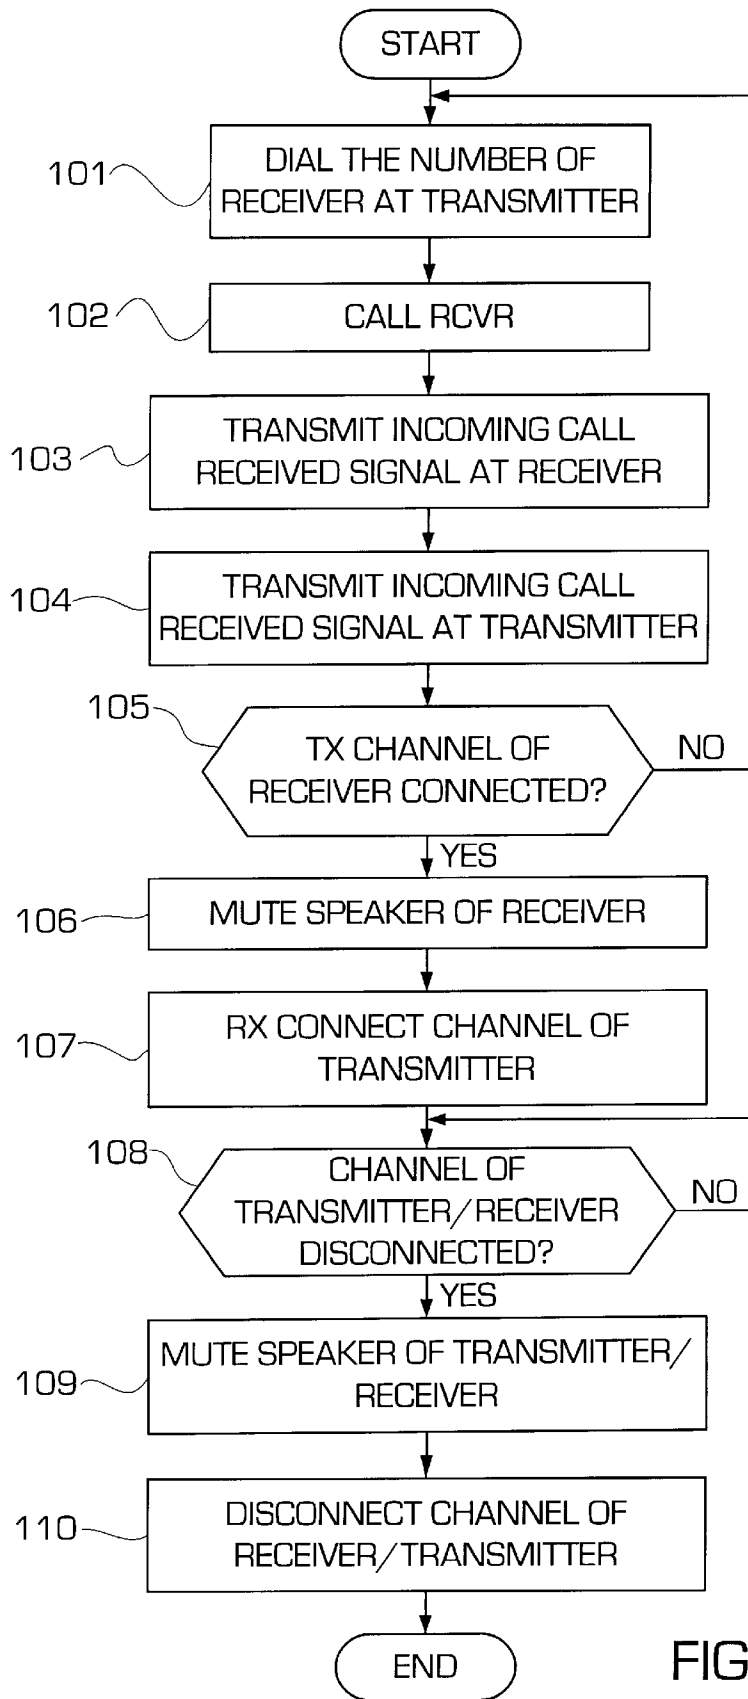 START
101
DIAL THE NUMBER OF
RECEIVER AT TRANSMITTER
102
CALL RCVR
103
TRANSMIT INCOMING CALL
RECEIVED SIGNAL AT RECEIVER
104
TRANSMIT INCOMING CALL
RECEIVED SIGNAL AT TRANSMITTER
105
TX CHANNEL OF
RECEIVER CONNECTED?
NO
YES
106
MUTE SPEAKER OF RECEIVER
107
RX CONNECT CHANNEL OF
TRANSMITTER
108
CHANNEL OF
TRANSMITTER/RECEIVER
DISCONNECTED?
NO
YES
109
MUTE SPEAKER OF TRANSMITTER/
RECEIVER
110
DISCONNECT CHANNEL OF
RECEIVER/TRANSMITTER
END
FIG